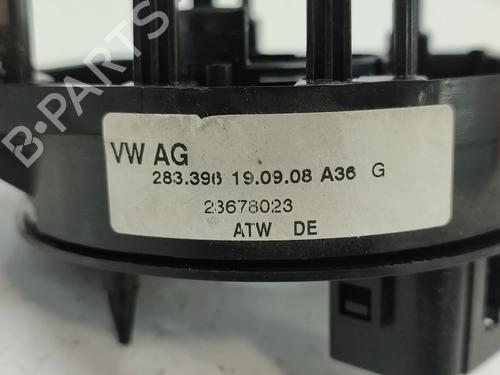 B-PARTS
VW AG
283.396 19.09.08 A36 G
23678023
ATW DE